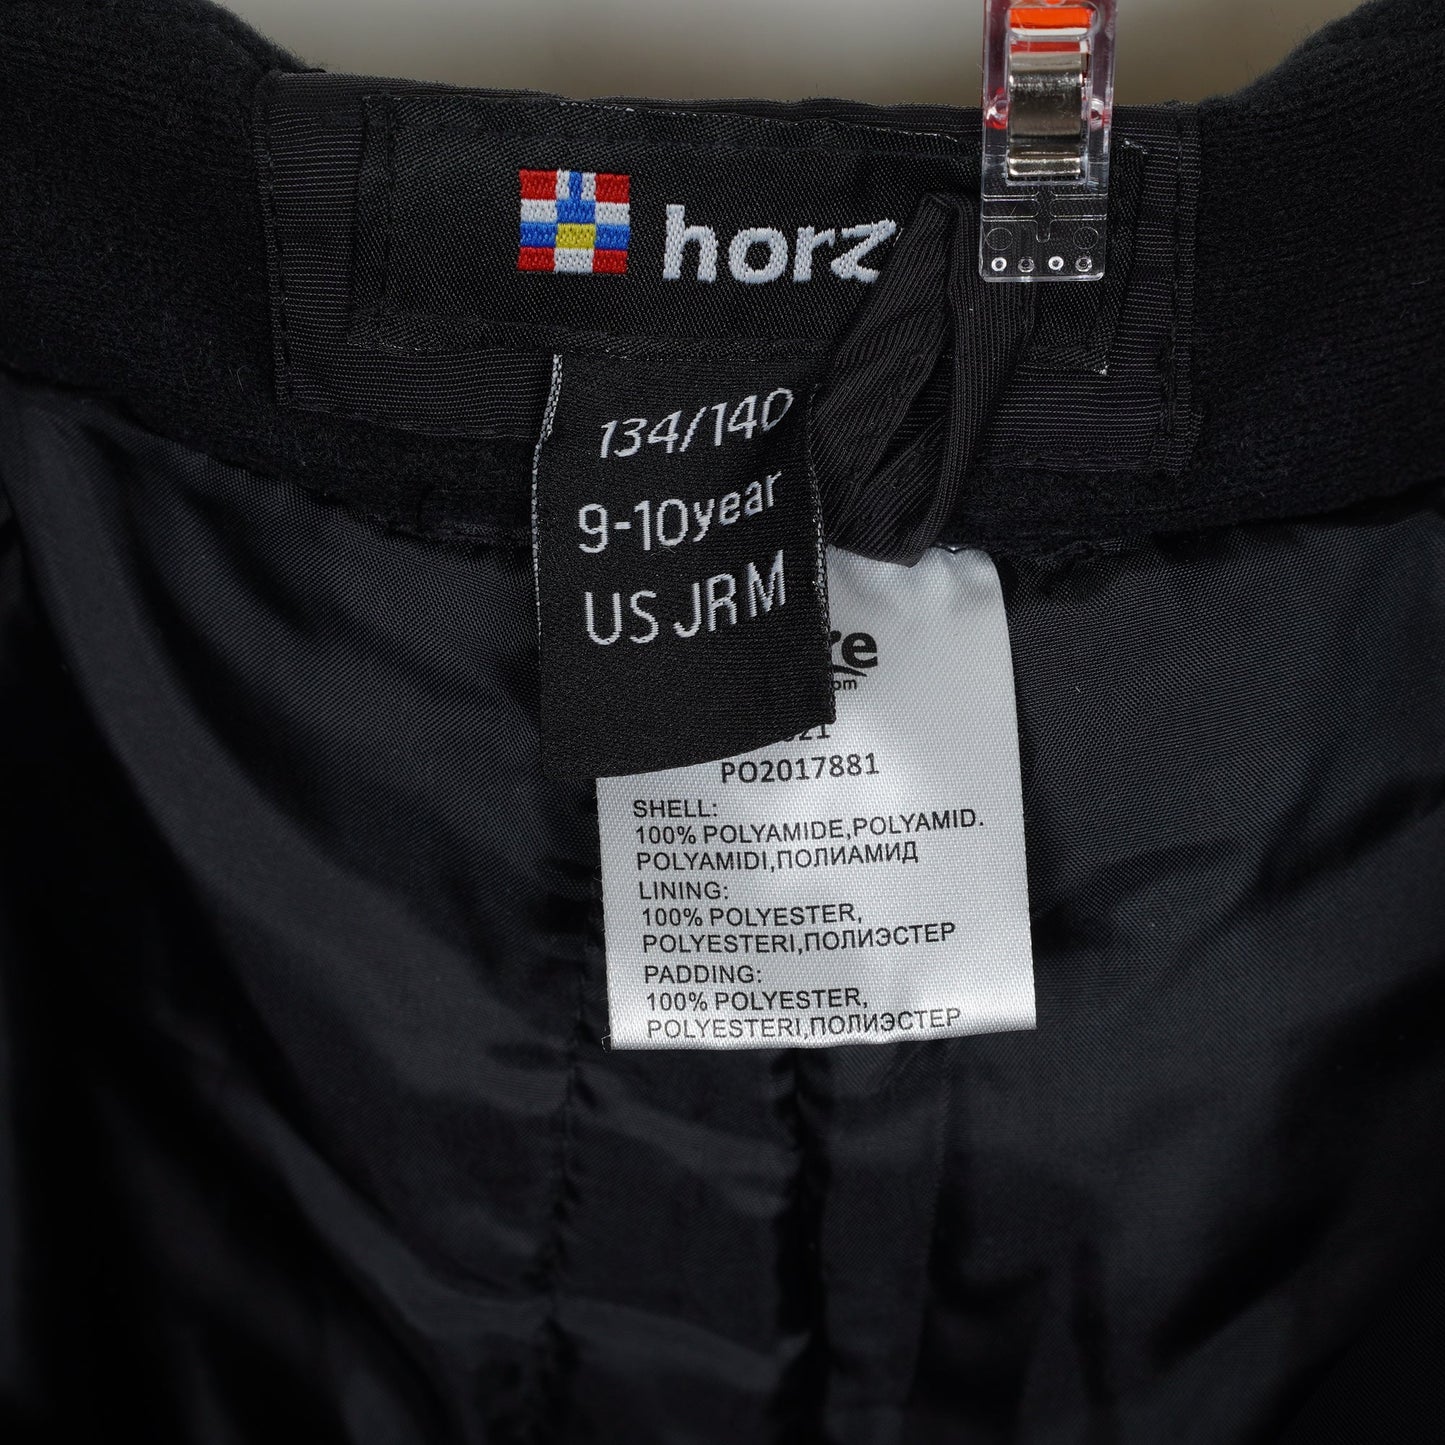 horz
134/140
9-10year
US JR M
PO2017881
SHELL:
100% POLYAMIDE,POLYAMID.
POLYAMIDI,ПОЛИАМИД
LINING:
100% POLYESTER,
POLYESTERI,ПОЛИЭСТЕР
PADDING:
100% POLYESTER,
POLYESTERI,ПОЛИЭСТЕР